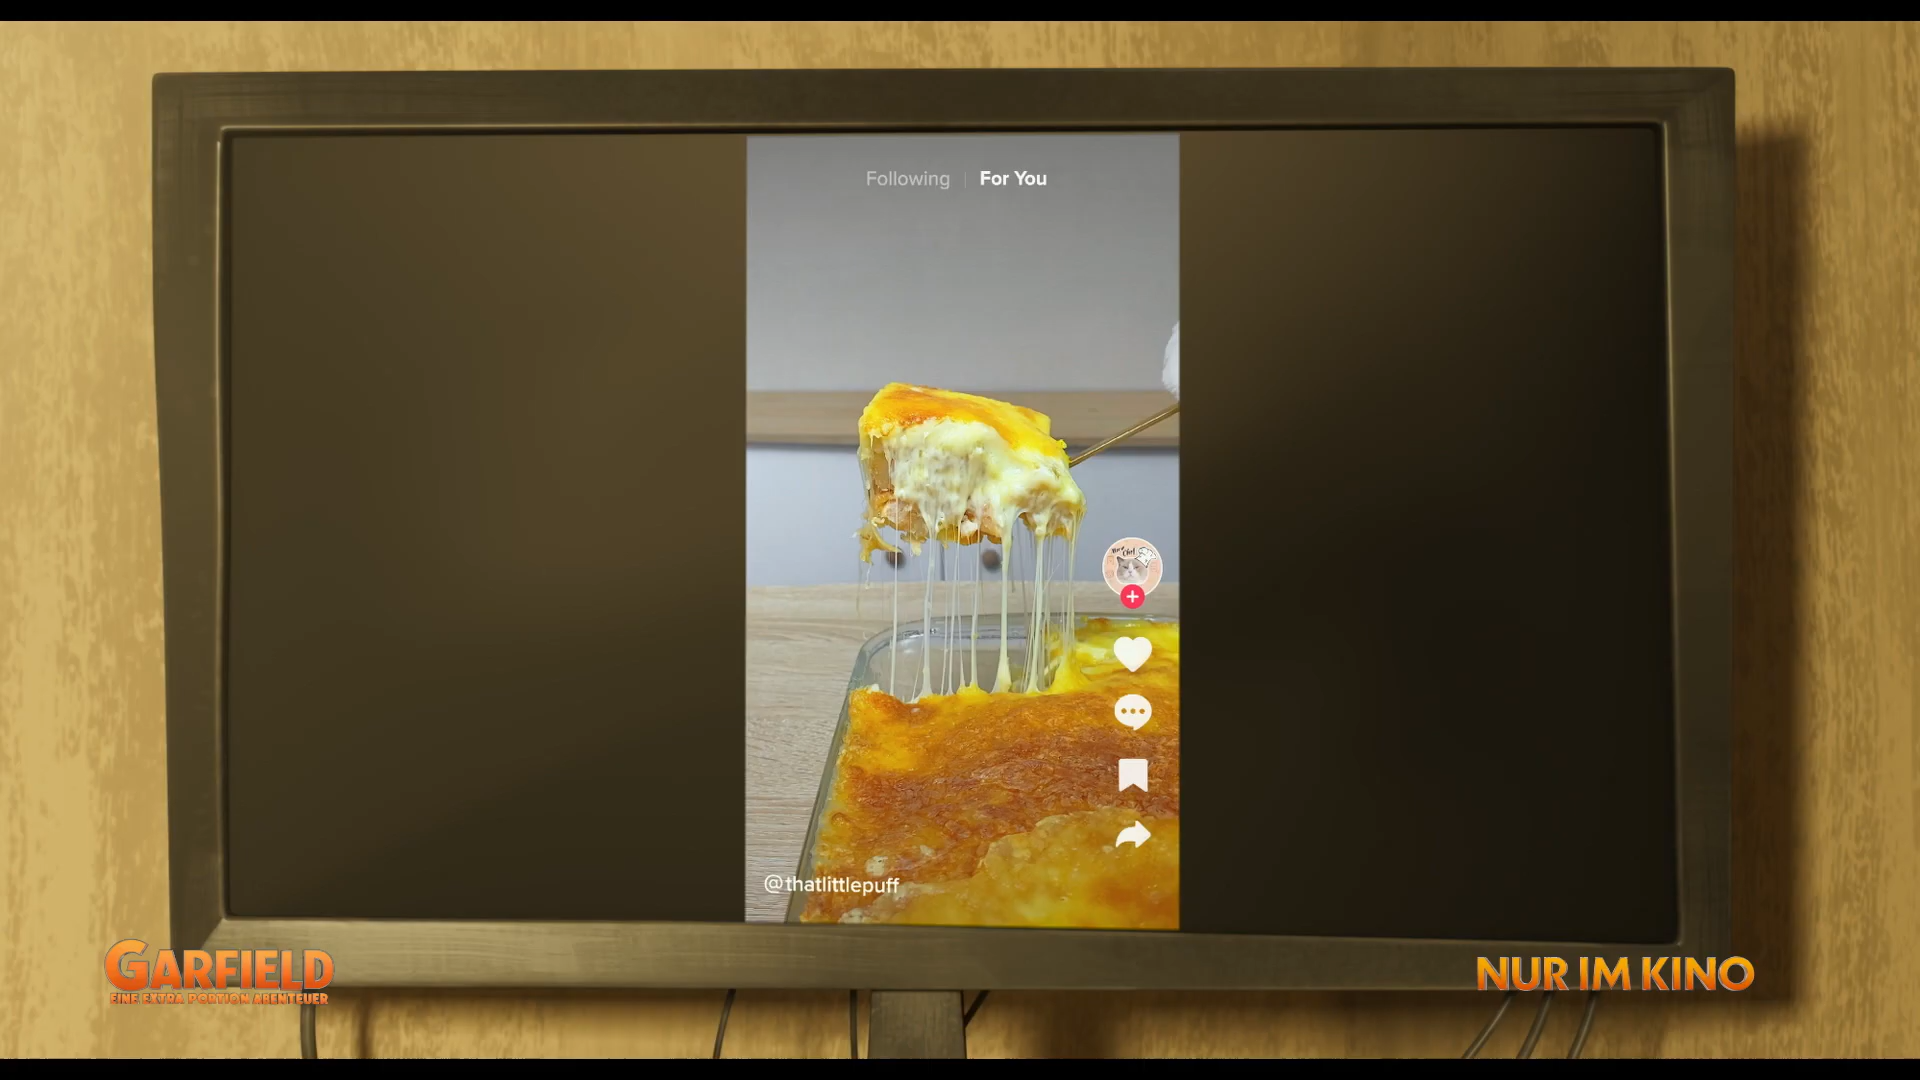 Following | For You
@thatlittlepuff
GARFIELD
EINE EXTRA PORTION ABENTEUER
NUR IM KINO